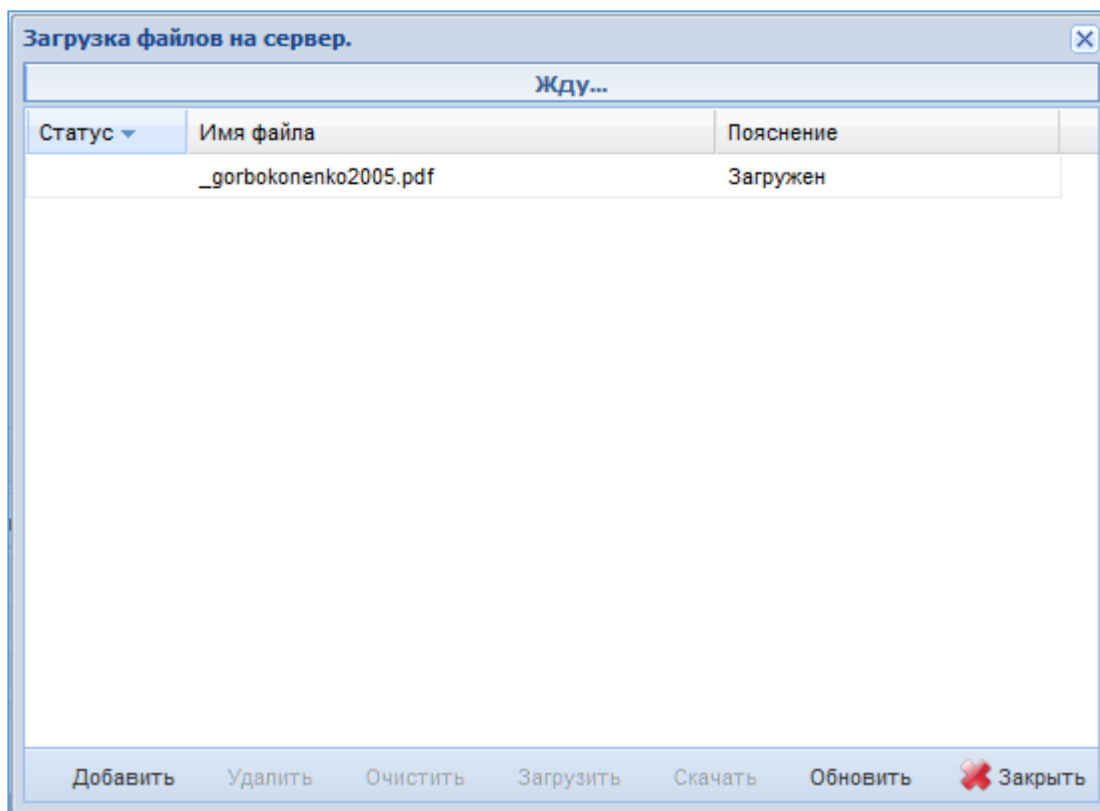 Загрузка файлов на сервер.
Жду...
Статус Имя файла Пояснение
_gorbokonenko2005.pdf Загружен
Добавить Удалить Очистить Загрузить Скачать Обновить Закрыть